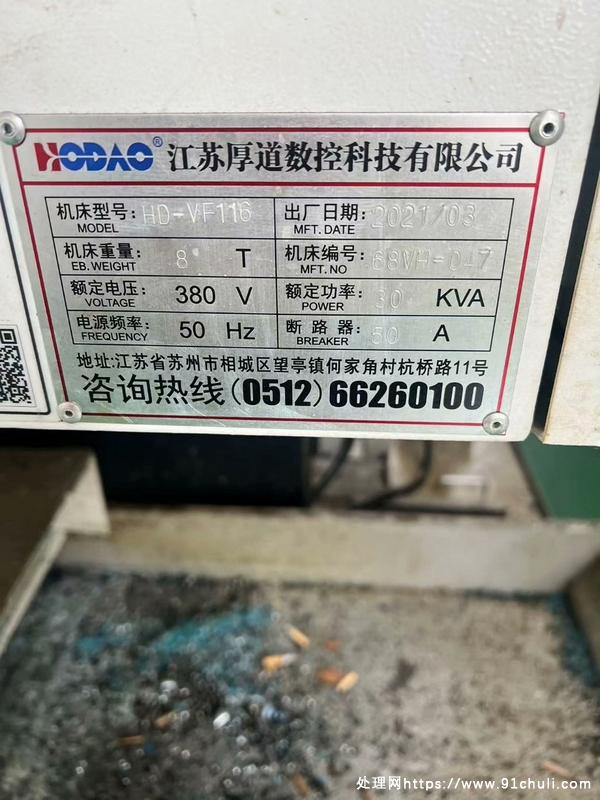 HODAO® 江苏厚道数控科技有限公司
机床型号: HD-VF116 出厂日期: 2021/03
MODEL MFT.DATE
机床重量: 8 T 机床编号: 68VH-047
EB.WEIGHT MFT.NO
额定电压: 380 V 额定功率: 30 KVA
VOLTAGE POWER
电源频率: 50 Hz 断路器: 50 A
FREQUENCY BREAKER
地址:江苏省苏州市相城区望亭镇何家角村杭桥路11号
咨询热线(0512)66260100
处理网https://www.91chuli.com